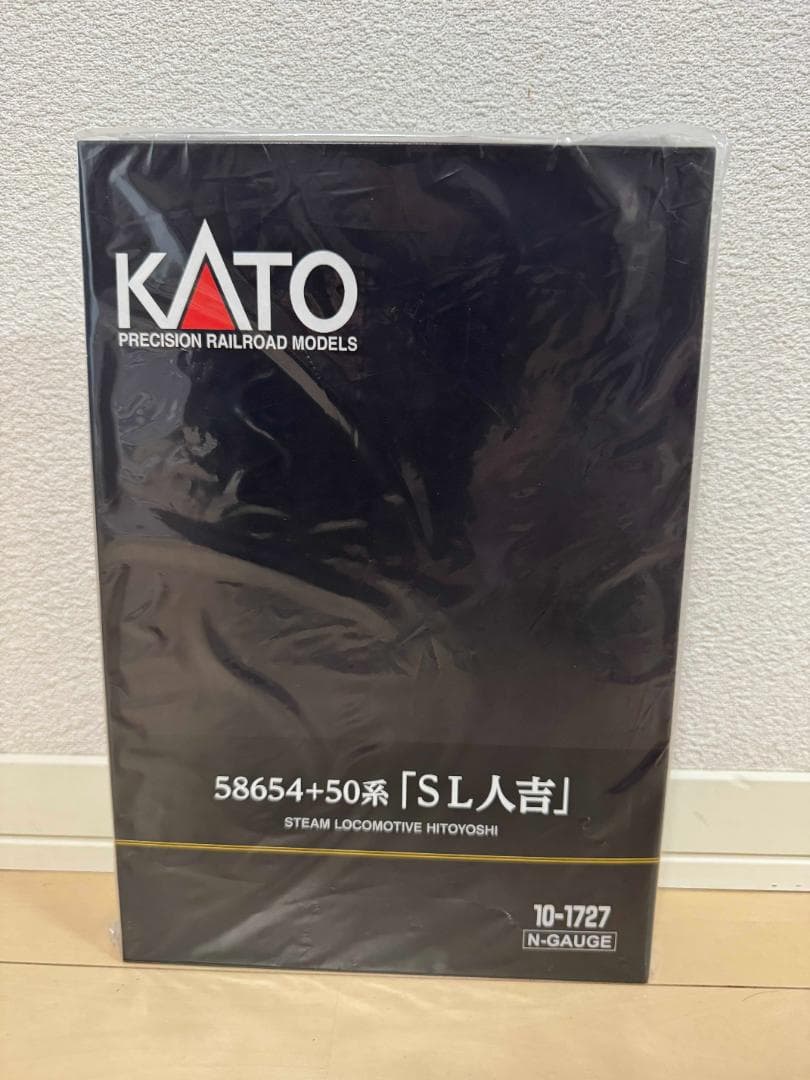 KATO
PRECISION RAILROAD MODELS
58654+50系「SL人吉」
STEAM LOCOMOTIVE HITOYOSHI
10-1727
N-GAUGE